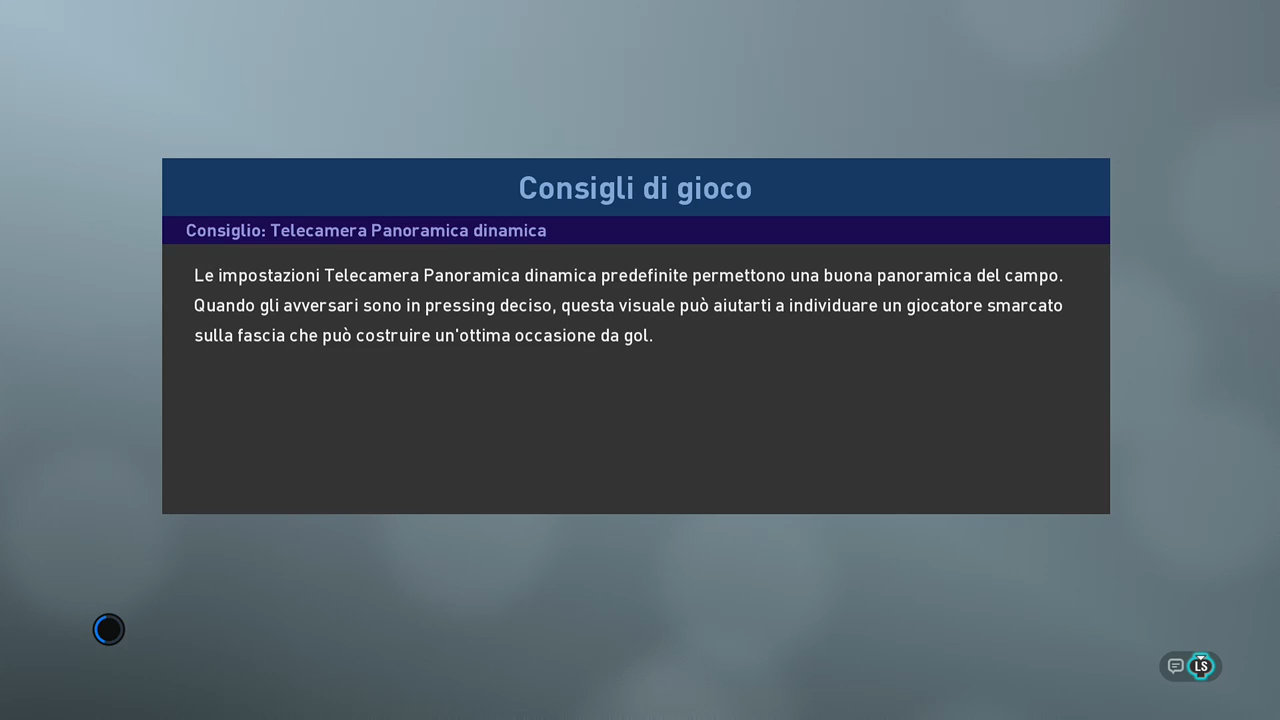 Consigli di gioco
Consiglio: Telecamera Panoramica dinamica
Le impostazioni Telecamera Panoramica dinamica predefinite permettono una buona panoramica del campo.
Quando gli avversari sono in pressing deciso, questa visuale può aiutarti a individuare un giocatore smarcato
sulla fascia che può costruire un'ottima occasione da gol.
LS